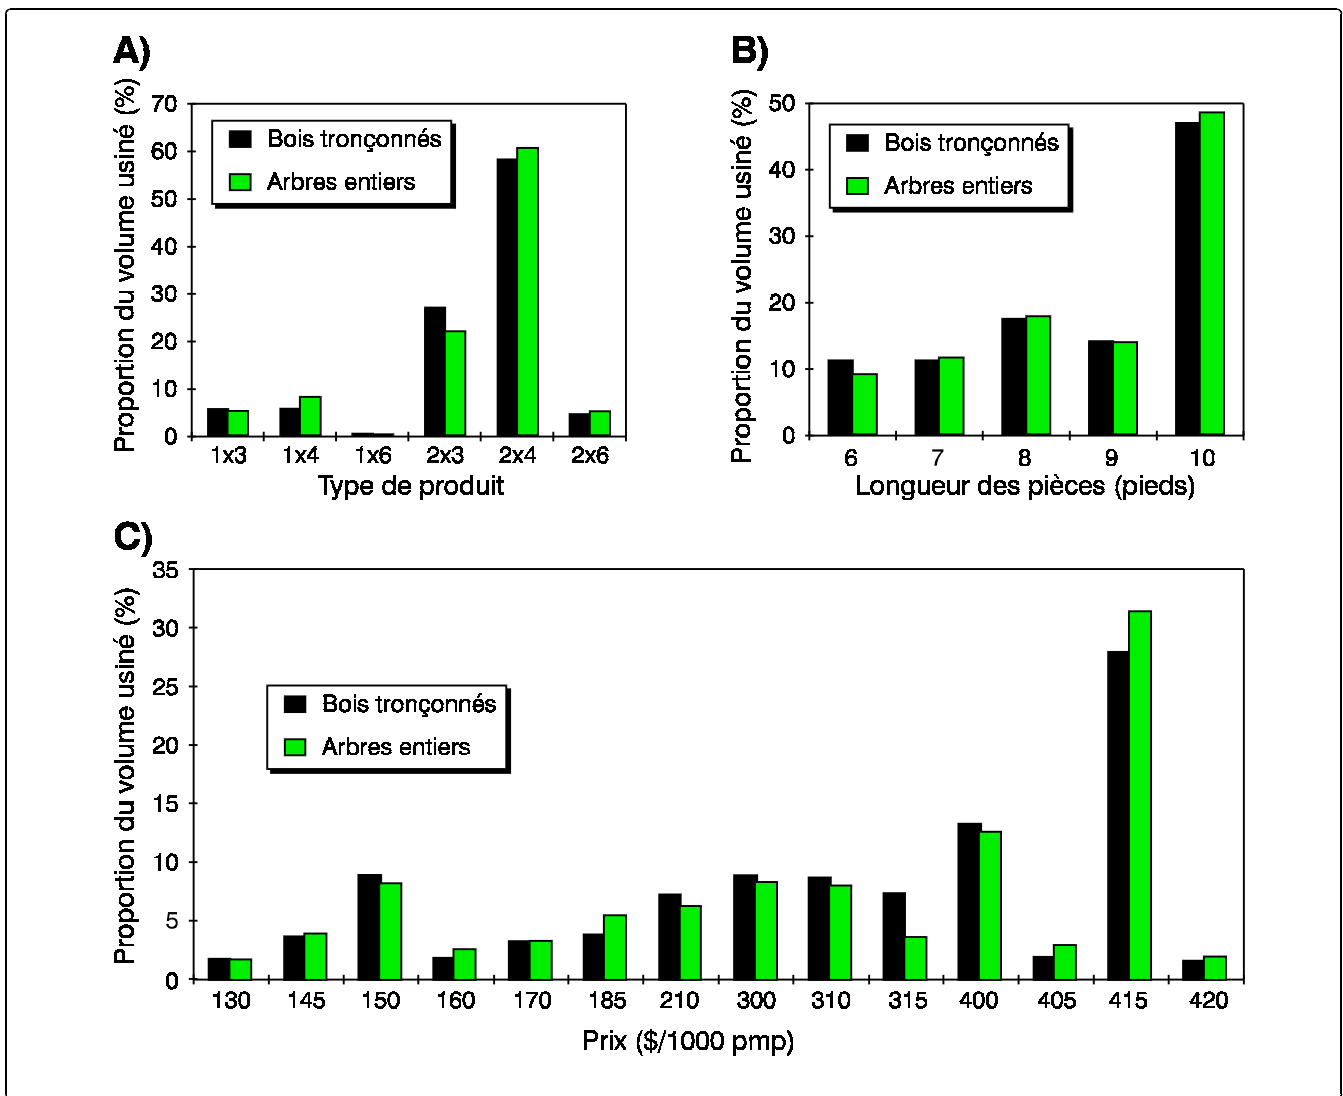 A)
Proportion du volume usiné (%)
70
60
50
40
30
20
10
0
Bois tronçonnés
Arbres entiers
1x3 1x4 1x6 2x3 2x4 2x6
Type de produit
B)
Proportion du volume usiné (%)
50
40
30
20
10
0
Bois tronçonnés
Arbres entiers
6 7 8 9 10
Longueur des pièces (pieds)
C)
Proportion du volume usiné (%)
35
30
25
20
15
10
5
0
Bois tronçonnés
Arbres entiers
130 145 150 160 170 185 210 300 310 315 400 405 415 420
Prix ($/1000 pmp)